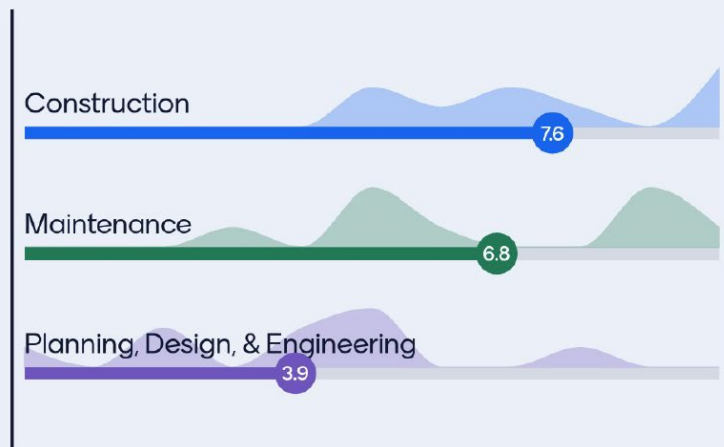 Construction
7.6
Maintenance
6.8
Planning, Design, & Engineering
3.9